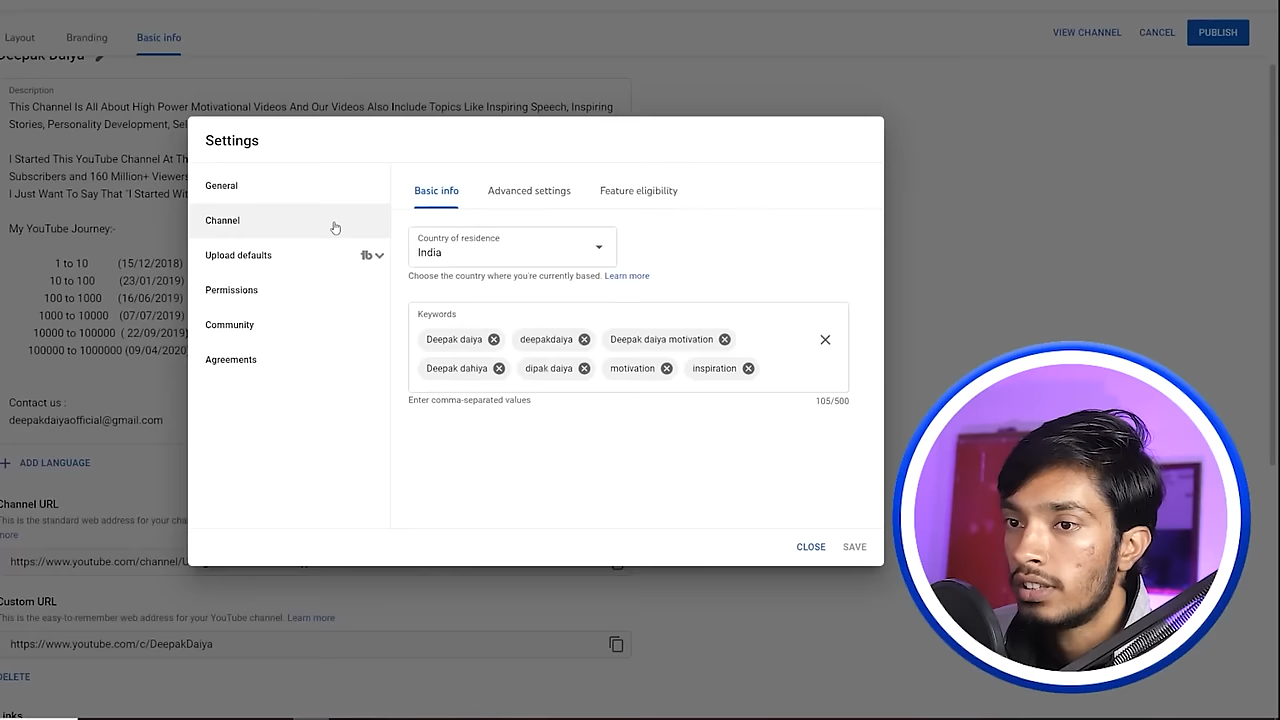 Layout
Branding
Basic info
VIEW CHANNEL
CANCEL
PUBLISH
Deepak Daiya
Description
This Channel Is All About High Power Motivational Videos And Our Videos Also Include Topics Like Inspiring Speech, Inspiring
Stories, Personality Development,
I Started This YouTube Channel At
Subscribers and 160 Million+ Viewers
I Just Want To Say That "I Started
My YouTube Journey:-
1 to 10 (15/12/2018)
10 to 100 (23/01/2019)
100 to 1000 (16/06/2019)
1000 to 10000 (07/07/2019)
10000 to 100000 ( 22/09/2019)
100000 to 1000000 (09/04/2020
Contact us :
deepakdaiyaofficial@gmail.com
ADD LANGUAGE
Channel URL
This is the standard web address for your
more
https://www.youtube.com/channel/
Custom URL
This is the easy-to-remember web address for your YouTube channel. Learn more
https://www.youtube.com/c/DeepakDaiya
DELETE
Settings
General
Channel
Upload defaults
Permissions
Community
Agreements
Basic info
Advanced settings
Feature eligibility
Country of residence
India
Choose the country where you're currently based. Learn more
Keywords
Deepak daiya
deepakdaiya
Deepak daiya motivation
Deepak dahiya
dipak daiya
motivation
inspiration
Enter comma-separated values
105/500
CLOSE
SAVE